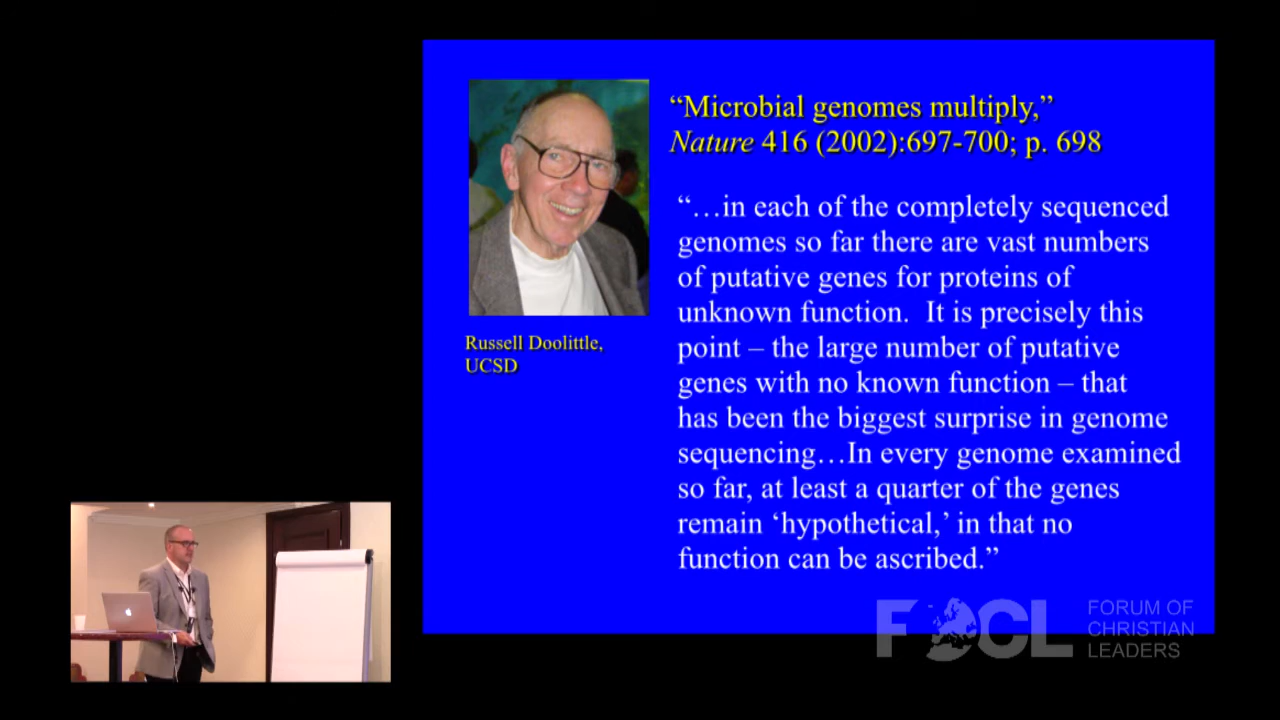 “Microbial genomes multiply,”
Nature 416 (2002):697-700; p. 698
“…in each of the completely sequenced
genomes so far there are vast numbers
of putative genes for proteins of
unknown function.  It is precisely this
point – the large number of putative
genes with no known function – that
has been the biggest surprise in genome
sequencing…In every genome examined
so far, at least a quarter of the genes
remain ‘hypothetical,’ in that no
function can be ascribed.”
Russell Doolittle,
UCSD
FOCL
FORUM OF
CHRISTIAN
LEADERS